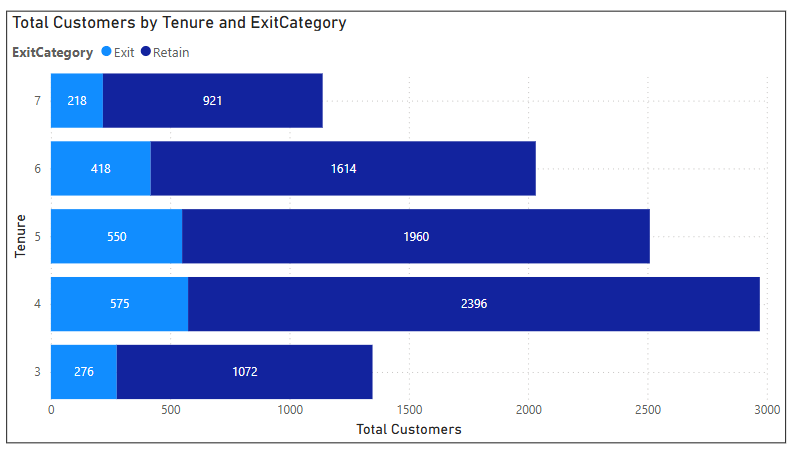 Total Customers by Tenure and ExitCategory
ExitCategory Exit Retain
7 218 921
6 418 1614
5 550 1960
4 575 2396
3 276 1072
Tenure
0 500 1000 1500 2000 2500 3000
Total Customers